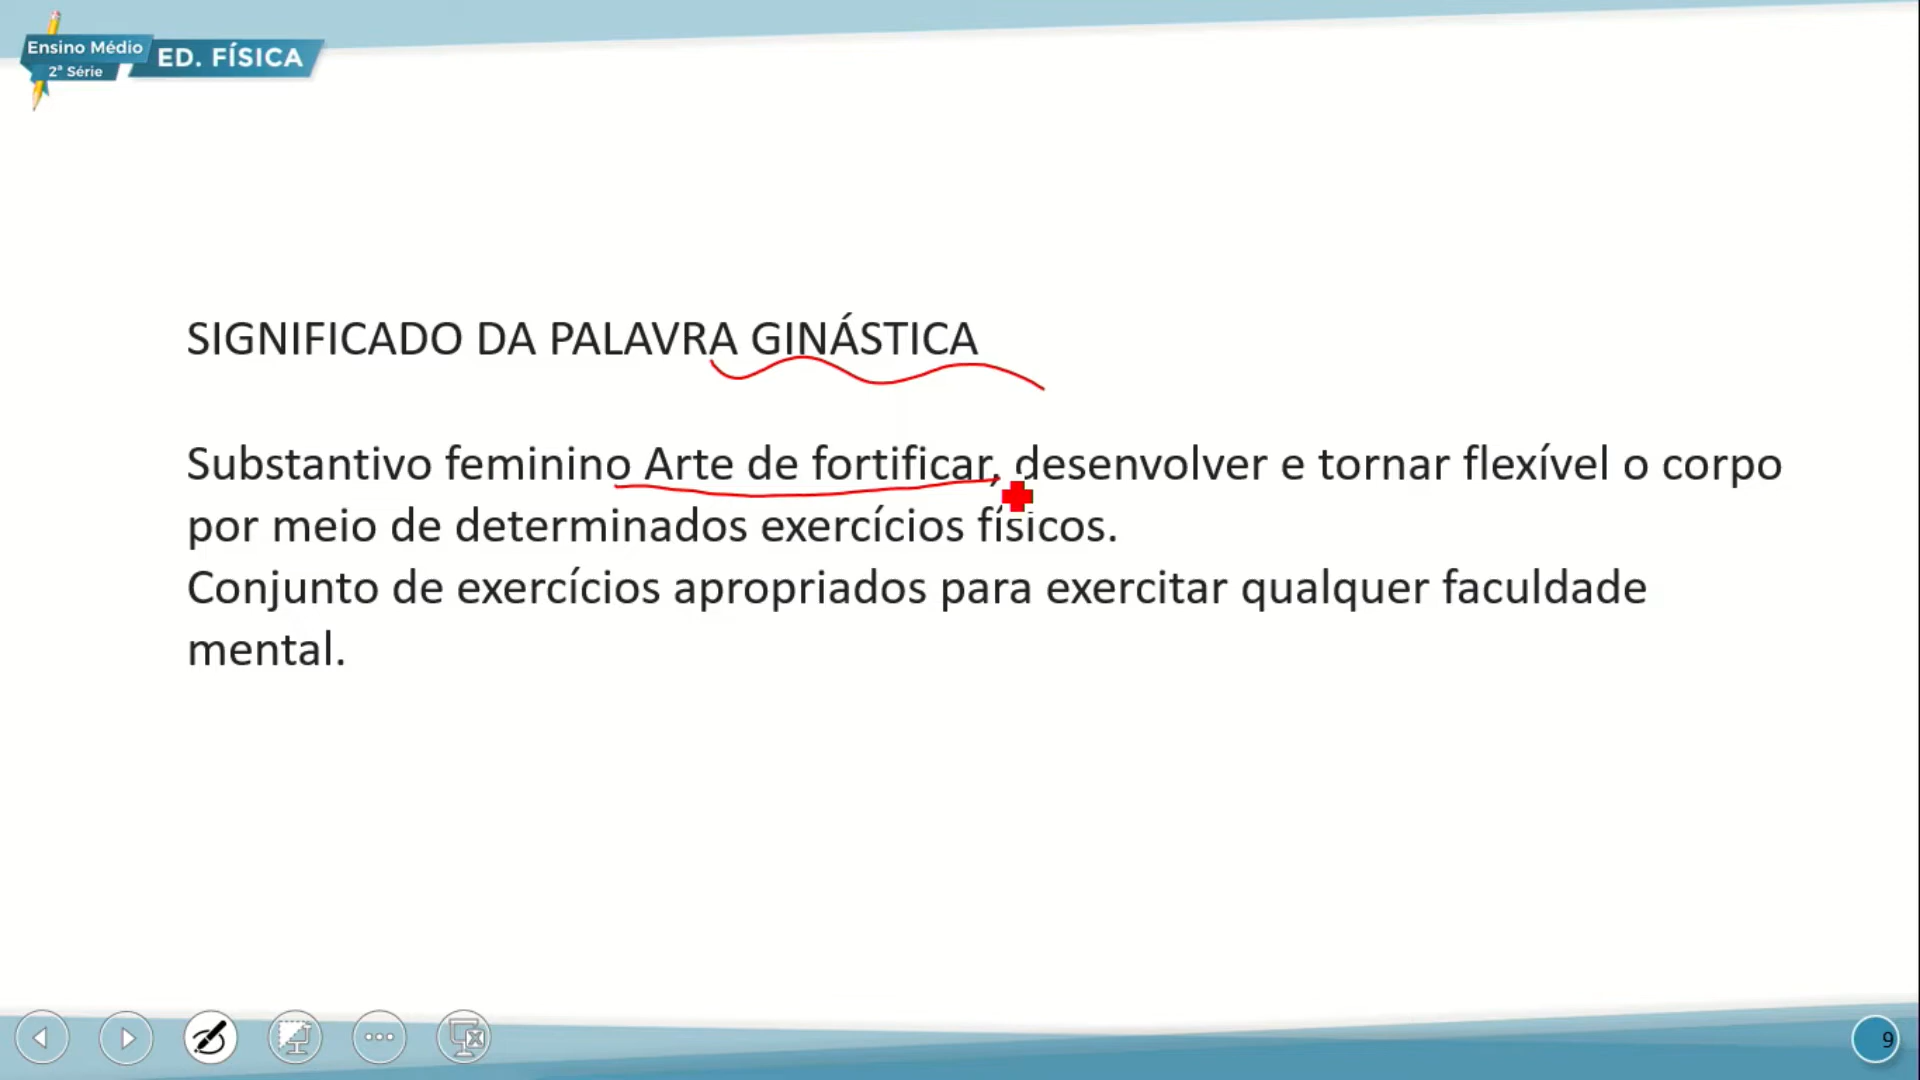 Ensino Médio
2ª Série
ED. FÍSICA
SIGNIFICADO DA PALAVRA GINÁSTICA
Substantivo feminino Arte de fortificar, desenvolver e tornar flexível o corpo
por meio de determinados exercícios físicos.
Conjunto de exercícios apropriados para exercitar qualquer faculdade
mental.
9